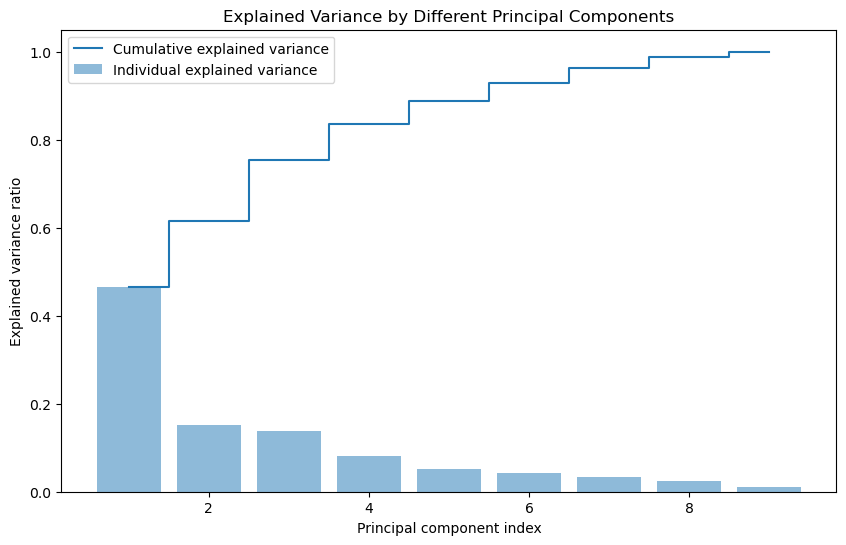 Explained Variance by Different Principal Components
Cumulative explained variance
Individual explained variance
Explained variance ratio
1.0
0.8
0.6
0.4
0.2
0.0
2 4 6 8
Principal component index